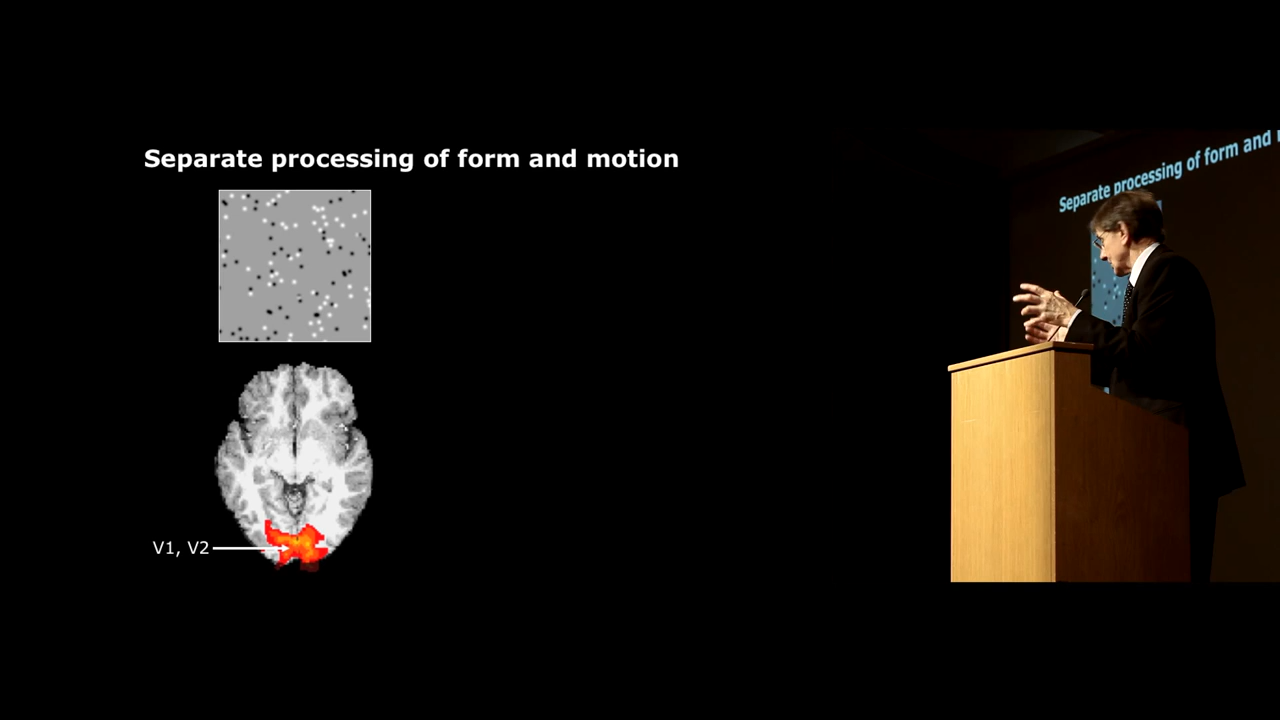 Separate processing of form and motion
V1, V2
Separate processing of form and